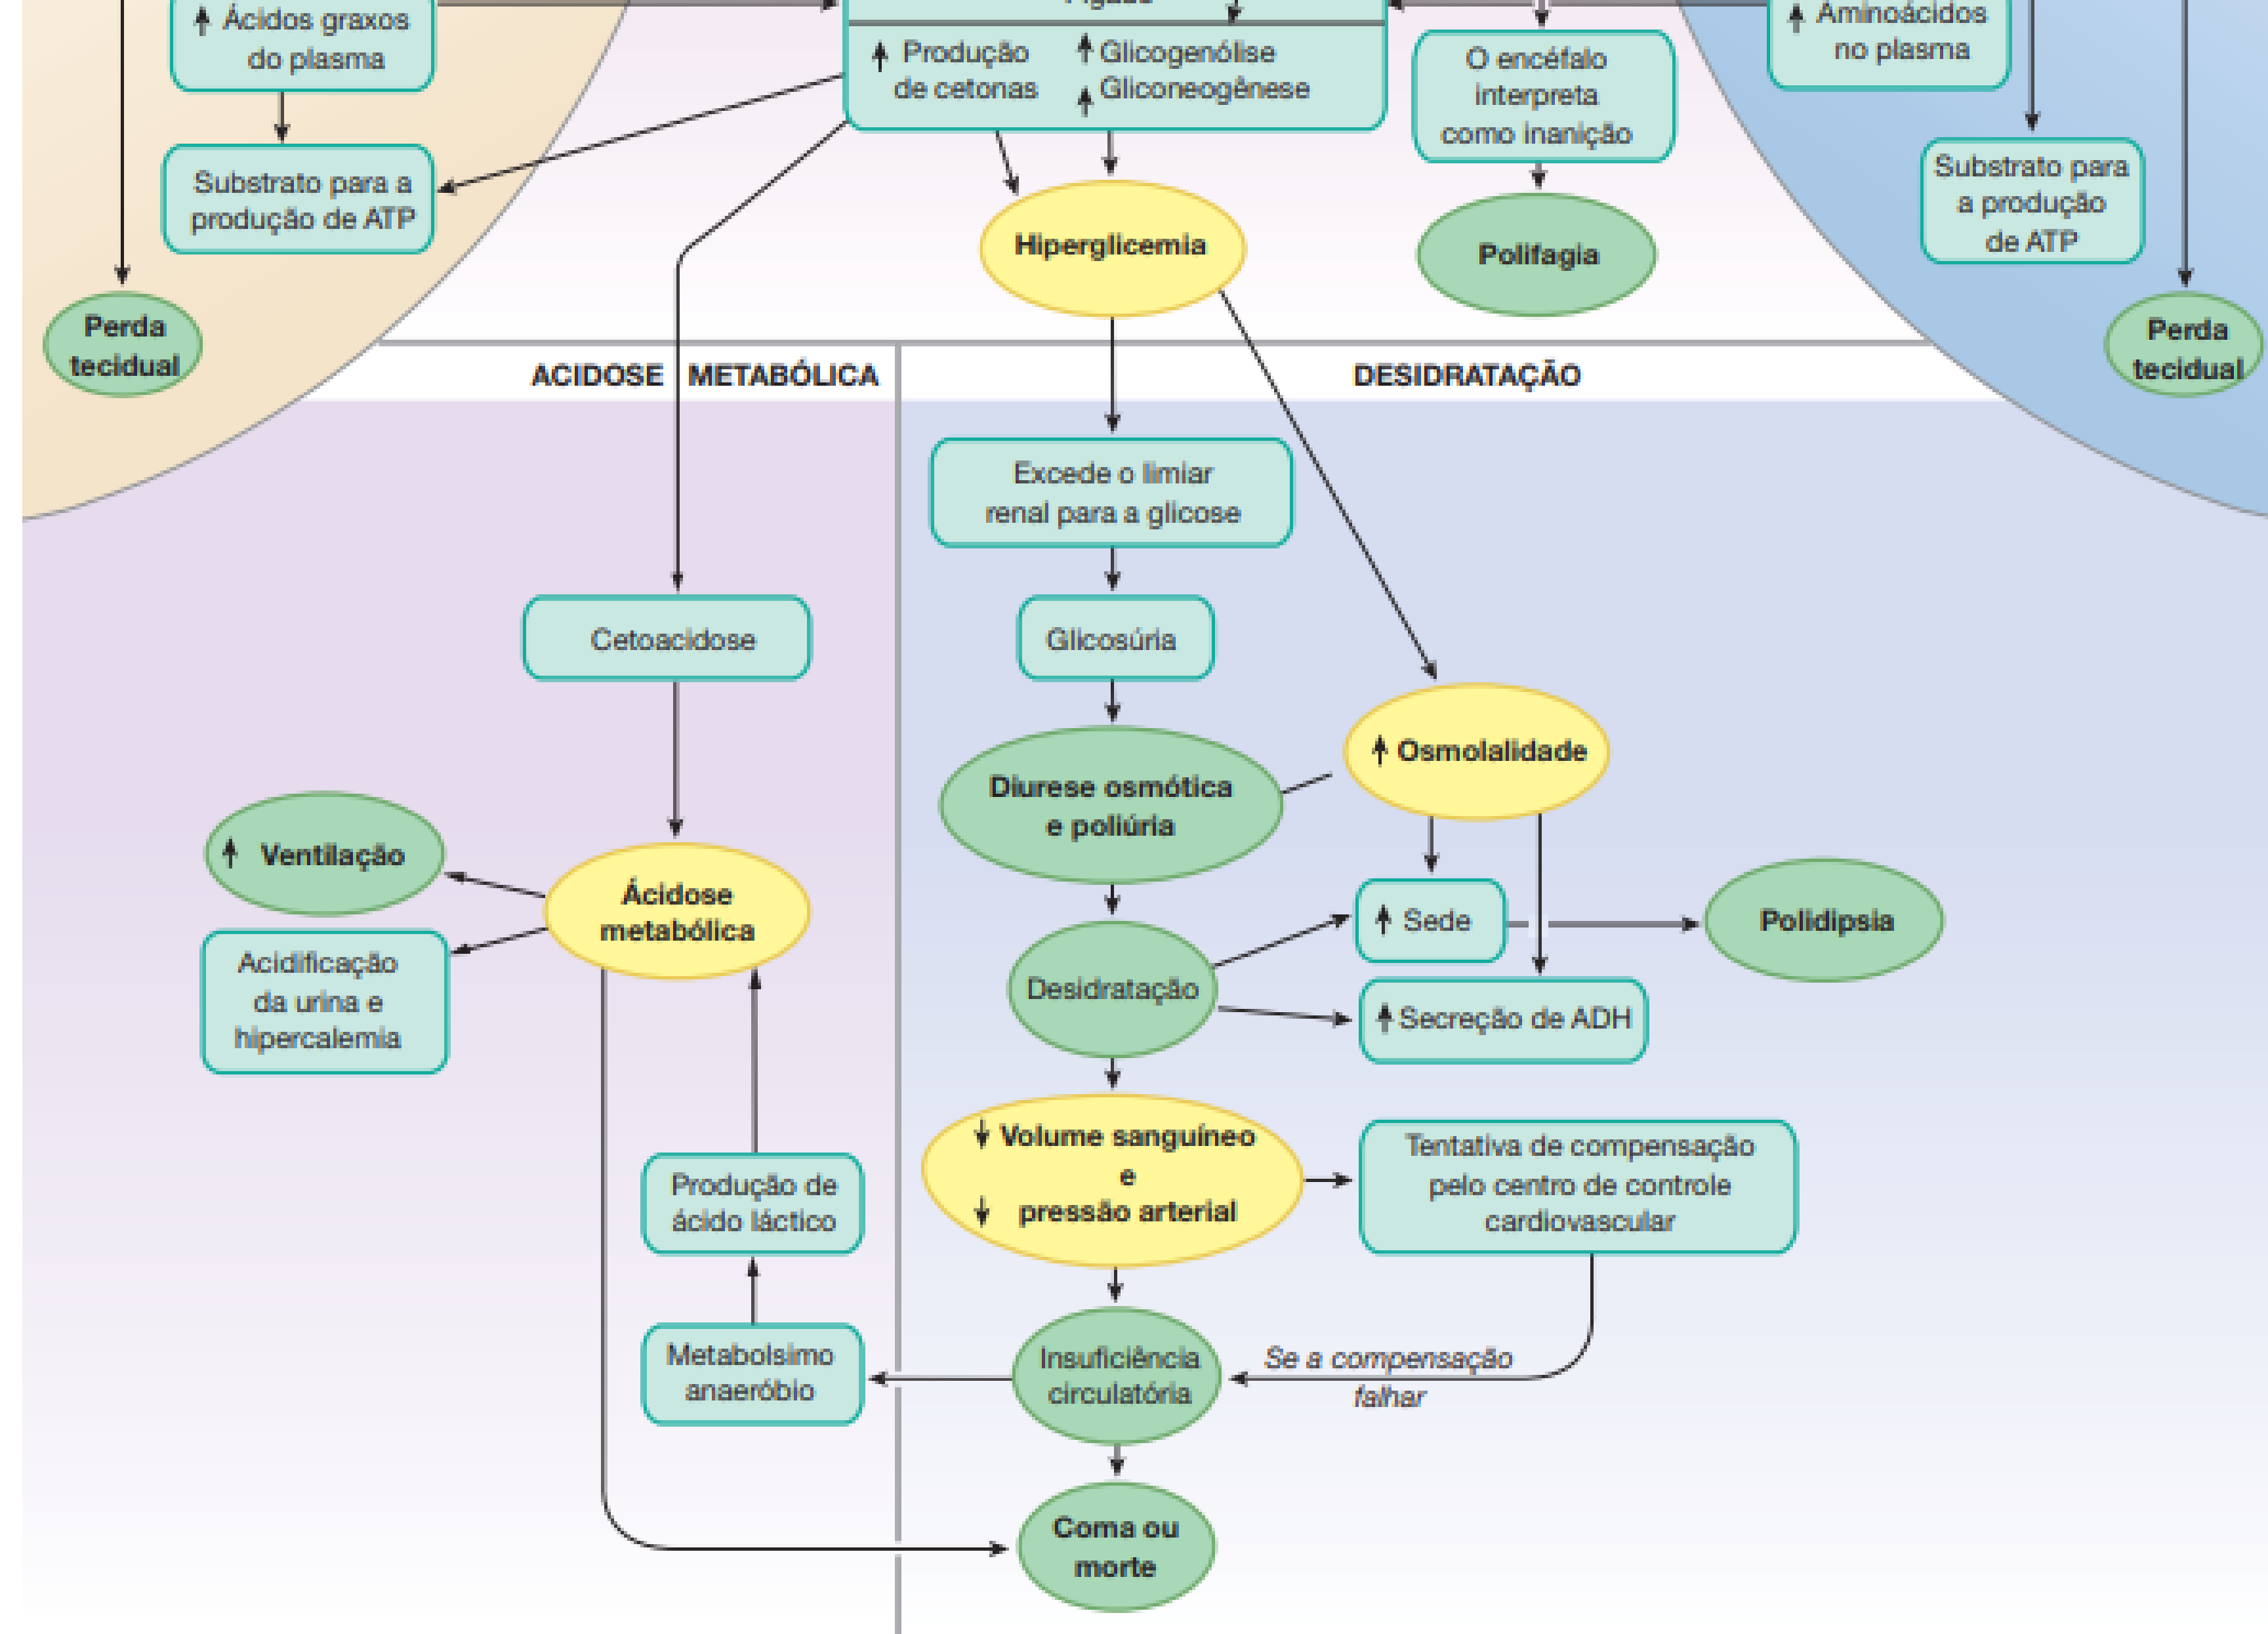 Ácidos graxos
do plasma
Produção
de cetonas
Glicogenólise
Gliconeogênese
O encéfalo
interpreta
como inanição
Aminoácidos
no plasma
Substrato para a
produção de ATP
Substrato para
a produção
de ATP
Hiperglicemia
Polifagia
Perda
tecidual
Perda
tecidual
ACIDOSE METABÓLICA
DESIDRATAÇÃO
Excede o limiar
renal para a glicose
Cetoacidose
Glicosúria
Osmolalidade
Diurese osmótica
e poliúria
Ventilação
Ácidose
metabólica
Sede
Polidipsia
Acidificação
da urina e
hipercalemia
Desidratação
Secreção de ADH
Volume sanguíneo
e
pressão arterial
Tentativa de compensação
pelo centro de controle
cardiovascular
Produção de
ácido láctico
Metabolsimo
anaeróbio
Insuficiência
circulatória
Se a compensação
falhar
Coma ou
morte